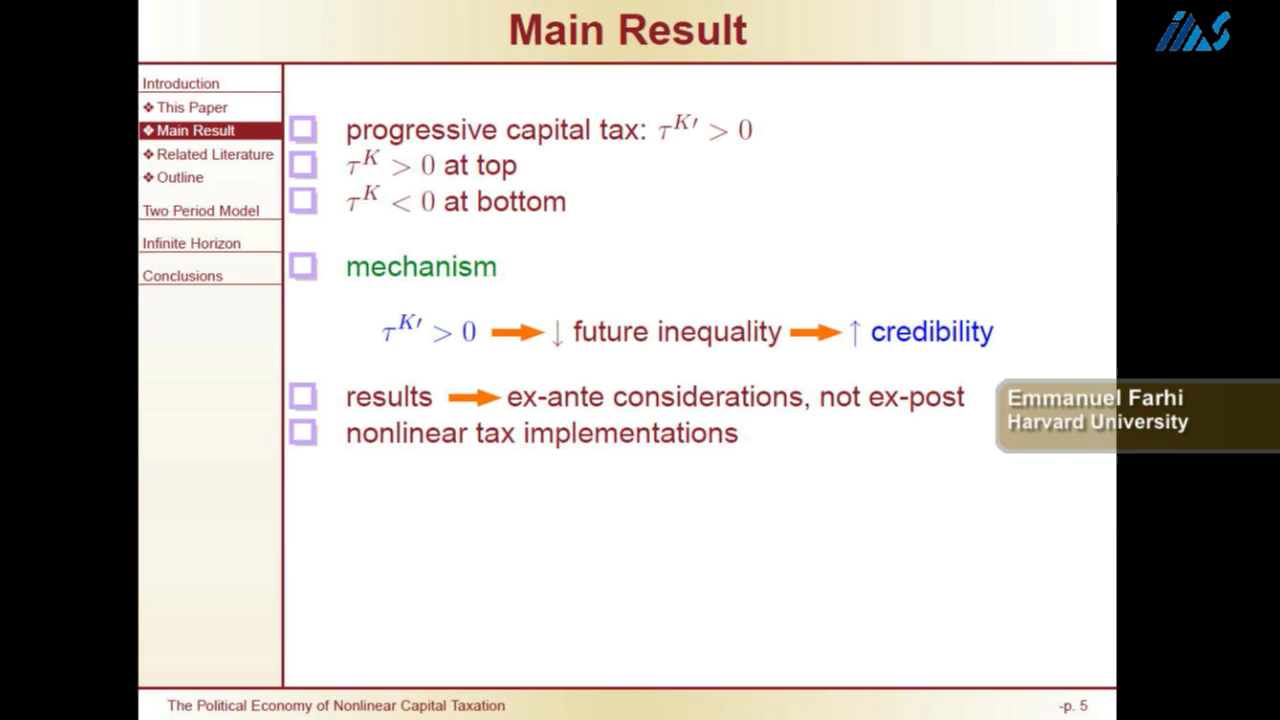 Main Result
Introduction
❖ This Paper
❖ Main Result
❖ Related Literature
❖ Outline
Two Period Model
Infinite Horizon
Conclusions
progressive capital tax: τ^K′ > 0
τ^K > 0 at top
τ^K < 0 at bottom
mechanism
τ^K′ > 0 → ↓ future inequality → ↑ credibility
results → ex-ante considerations, not ex-post
nonlinear tax implementations
Emmanuel Farhi
Harvard University
The Political Economy of Nonlinear Capital Taxation
-p. 5